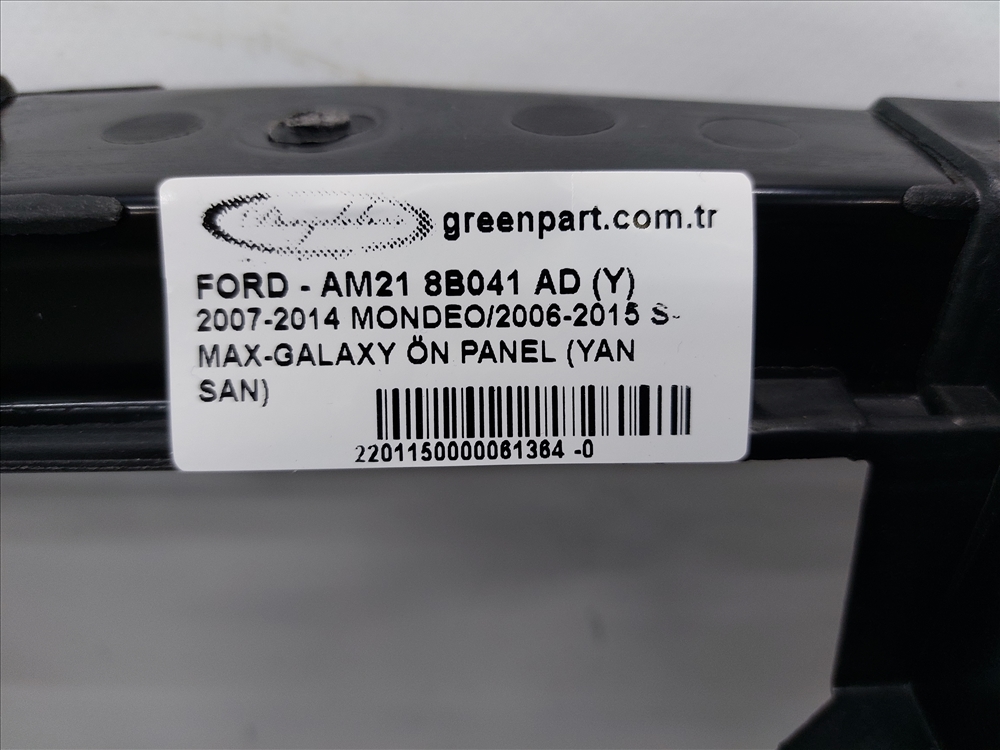 greenpart.com.tr
FORD - AM21 8B041 AD (Y)
2007-2014 MONDEO/2006-2015 S-
MAX-GALAXY ÖN PANEL (YAN
SAN)
2201150000061364 -0